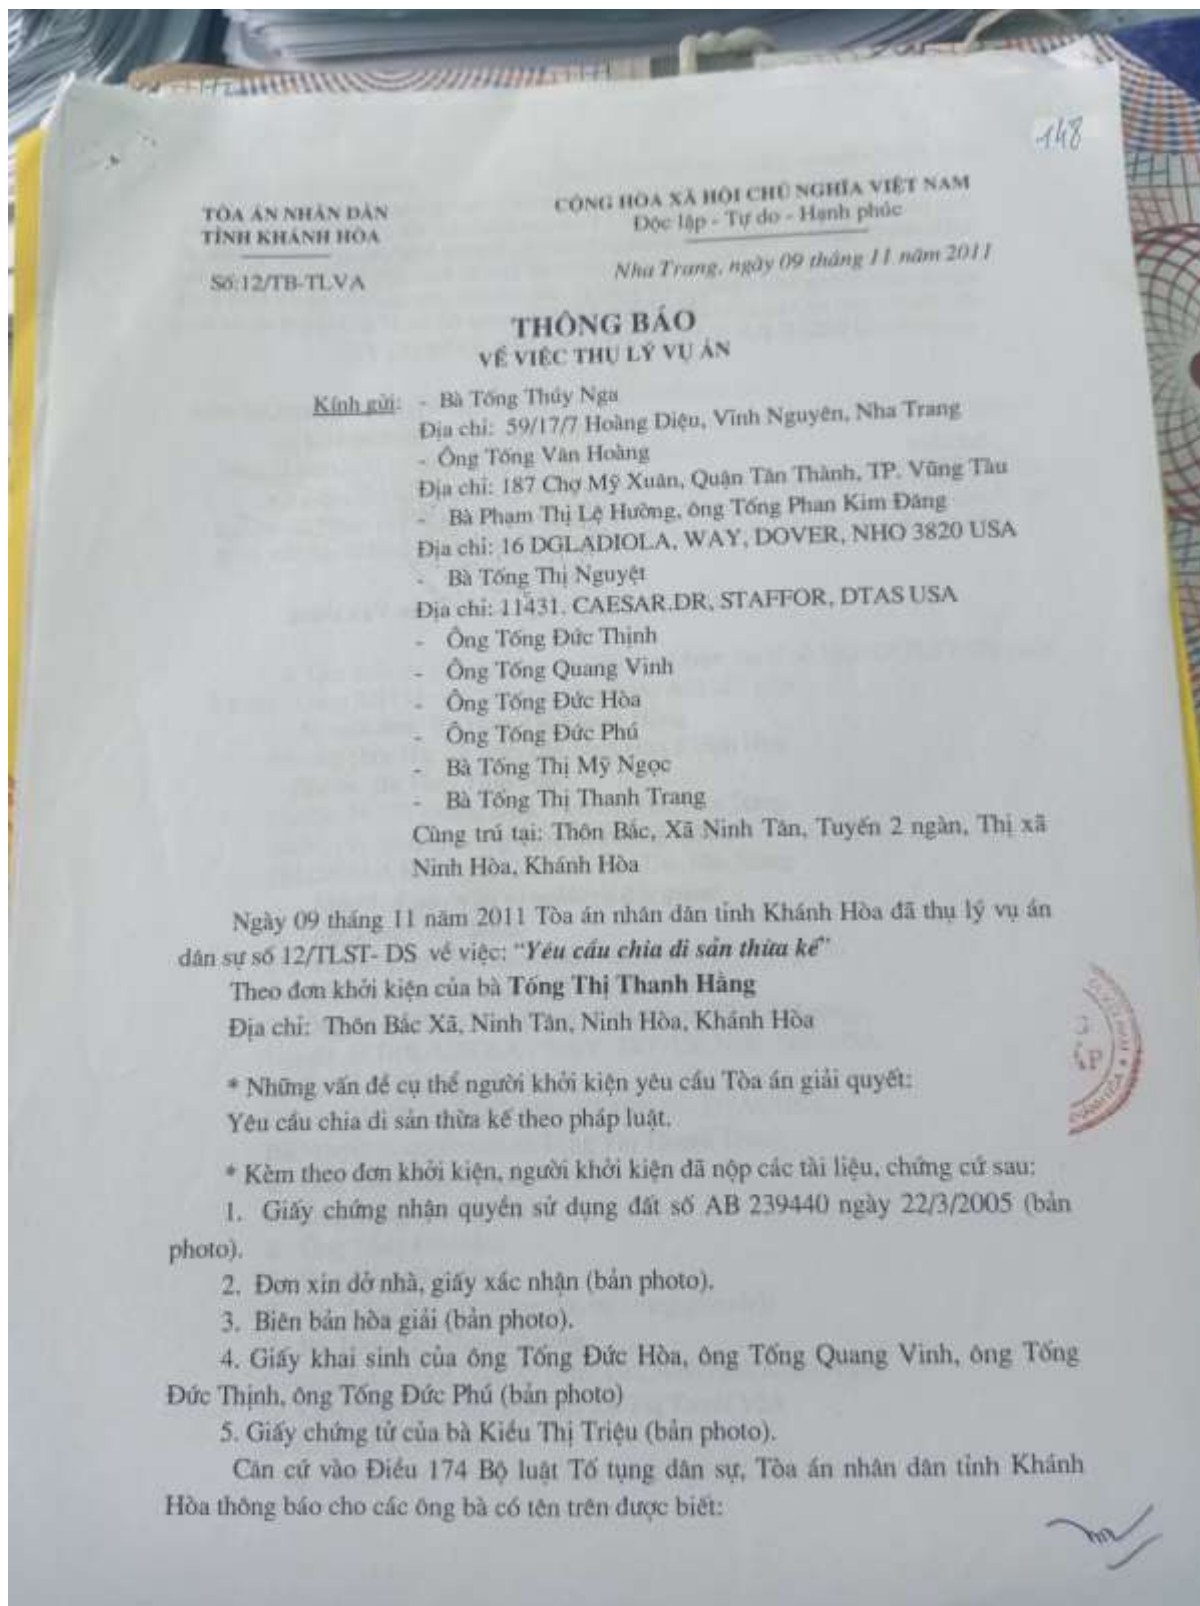 148
TÒA ÁN NHÂN DÂN
TỈNH KHÁNH HÒA
Số:12/TB-TLVA
CỘNG HÒA XÃ HỘI CHỦ NGHĨA VIỆT NAM
Độc lập - Tự do - Hạnh phúc
Nha Trang, ngày 09 tháng 11 năm 2011
THÔNG BÁO
VỀ VIỆC THỤ LÝ VỤ ÁN
Kính gửi: - Bà Tống Thúy Nga
Địa chỉ: 59/17/7 Hoàng Diệu, Vĩnh Nguyên, Nha Trang
- Ông Tống Văn Hoàng
Địa chỉ: 187 Chợ Mỹ Xuân, Quận Tân Thành, TP. Vũng Tàu
- Bà Phạm Thị Lệ Hường, ông Tống Phan Kim Đăng
Địa chỉ: 16 DGLADIOLA, WAY, DOVER, NHO 3820 USA
- Bà Tống Thị Nguyệt
Địa chỉ: 11431. CAESAR.DR, STAFFOR, DTAS USA
- Ông Tống Đức Thịnh
- Ông Tống Quang Vinh
- Ông Tống Đức Hòa
- Ông Tống Đức Phú
- Bà Tống Thị Mỹ Ngọc
- Bà Tống Thị Thanh Trang
Cùng trú tại: Thôn Bắc, Xã Ninh Tân, Tuyến 2 ngàn, Thị xã
Ninh Hòa, Khánh Hòa
Ngày 09 tháng 11 năm 2011 Tòa án nhân dân tỉnh Khánh Hòa đã thụ lý vụ án
dân sự số 12/TLST- DS về việc: “Yêu cầu chia di sản thừa kế”
Theo đơn khởi kiện của bà Tống Thị Thanh Hằng
Địa chỉ: Thôn Bắc Xã, Ninh Tân, Ninh Hòa, Khánh Hòa
* Những vấn đề cụ thể người khởi kiện yêu cầu Tòa án giải quyết:
Yêu cầu chia di sản thừa kế theo pháp luật.
* Kèm theo đơn khởi kiện, người khởi kiện đã nộp các tài liệu, chứng cứ sau:
1. Giấy chứng nhận quyền sử dụng đất số AB 239440 ngày 22/3/2005 (bản
photo).
2. Đơn xin dở nhà, giấy xác nhận (bản photo).
3. Biên bản hòa giải (bản photo).
4. Giấy khai sinh của ông Tống Đức Hòa, ông Tống Quang Vinh, ông Tống
Đức Thịnh, ông Tống Đức Phú (bản photo)
5. Giấy chứng tử của bà Kiều Thị Triệu (bản photo).
Căn cứ vào Điều 174 Bộ luật Tố tụng dân sự, Tòa án nhân dân tỉnh Khánh
Hòa thông báo cho các ông bà có tên trên được biết: